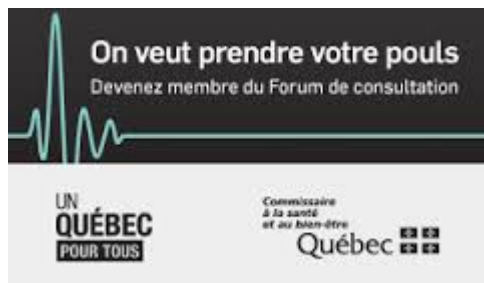 On veut prendre votre pouls
Devenez membre du Forum de consultation
UN
QUÉBEC
POUR TOUS
Commissaire
à la santé
et au bien-être
Québec